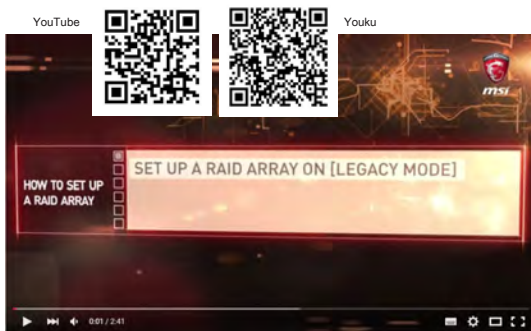 YouTube
Youku
msi
SET UP A RAID ARRAY ON [LEGACY MODE]
HOW TO SET UP
A RAID ARRAY
0:01 / 2:41